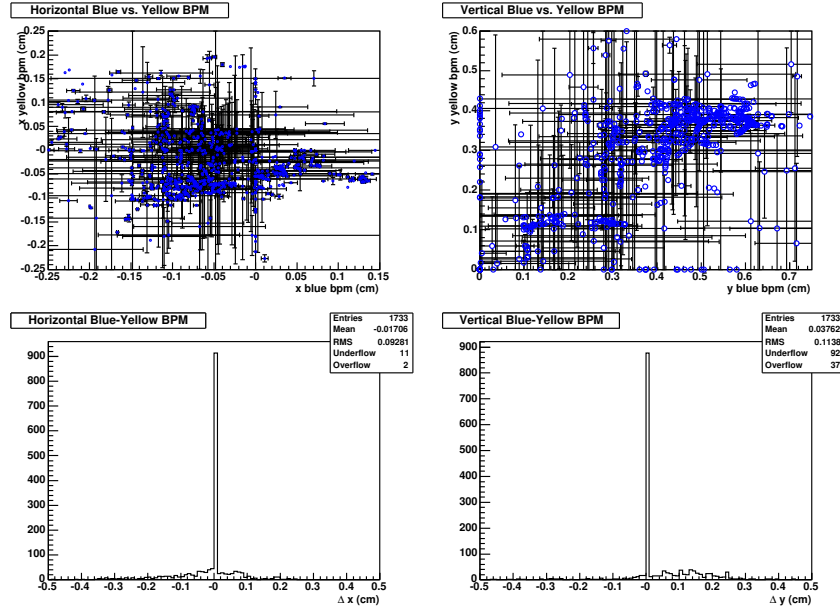 Horizontal Blue vs. Yellow BPM
0.25
0.2
0.15
0.1
0.05
-0
-0.05
-0.1
-0.15
-0.2
-0.25
yellow bpm (cm)
-0.25 -0.2 -0.15 -0.1 -0.05 -0 0.05 0.1 0.15
x blue bpm (cm)
Vertical Blue vs. Yellow BPM
0.6
0.5
0.4
0.3
0.2
0.1
0
y yellow bpm (cm)
0 0.1 0.2 0.3 0.4 0.5 0.6 0.7
y blue bpm (cm)
Horizontal Blue-Yellow BPM
Entries 1733
Mean -0.01706
RMS 0.09281
Underflow 11
Overflow 2
900
800
700
600
500
400
300
200
100
0
-0.5 -0.4 -0.3 -0.2 -0.1 -0 0.1 0.2 0.3 0.4 0.5
Δ x (cm)
Vertical Blue-Yellow BPM
Entries 1733
Mean 0.03762
RMS 0.1138
Underflow 92
Overflow 37
900
800
700
600
500
400
300
200
100
0
-0.5 -0.4 -0.3 -0.2 -0.1 -0 0.1 0.2 0.3 0.4 0.5
Δ y (cm)